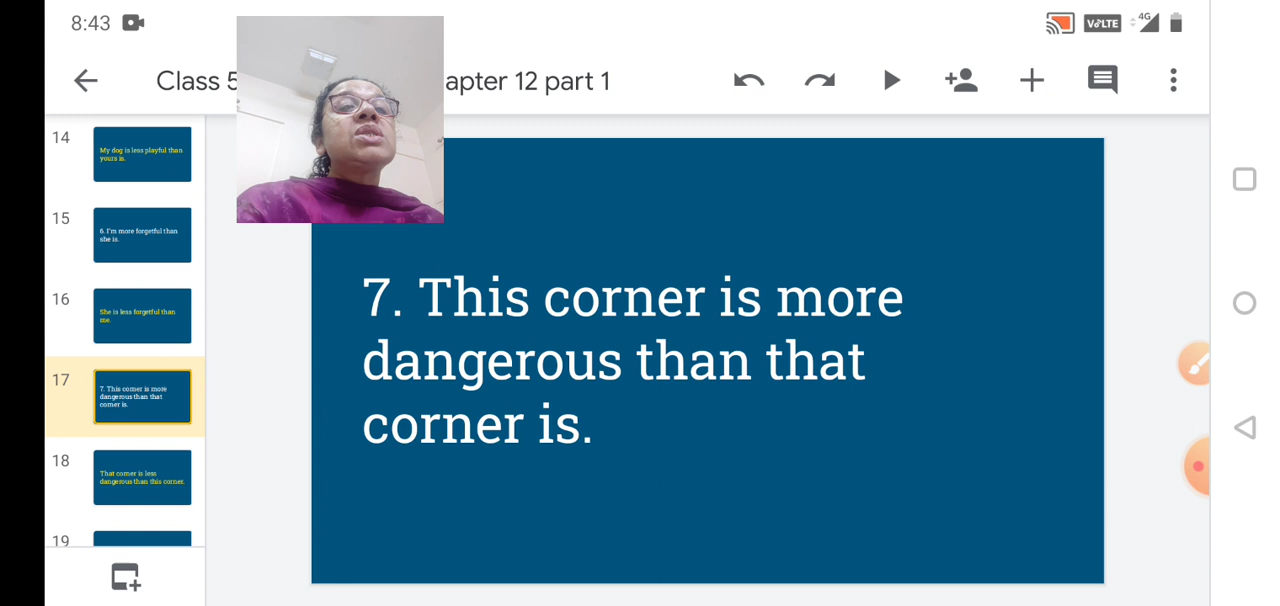 8:43
VoLTE
4G
Class 5
apter 12 part 1
14
My dog is less playful than
yours is.
15
6. I'm more forgetful than
she is.
16
She is less forgetful than
me.
17
7. This corner is more
dangerous than that
corner is.
18
That corner is less
dangerous than this corner.
19
7. This corner is more
dangerous than that
corner is.